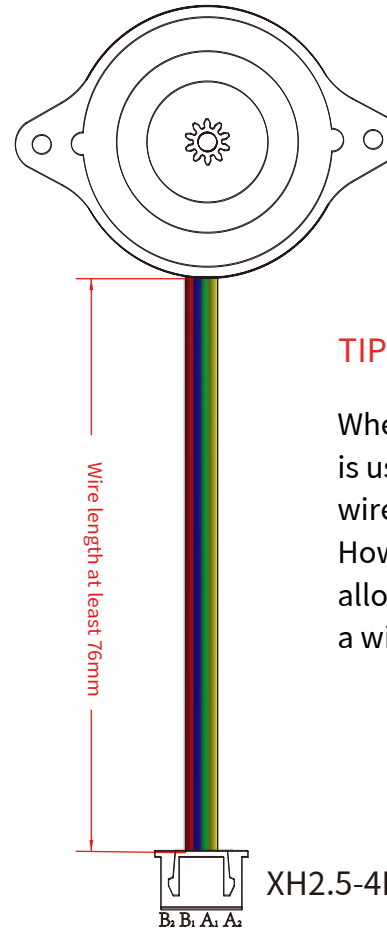 TIP
Whe
is us
wire
How
allo
a wi
Wire length at least 76mm
XH2.5-4
B₂ B₁ A₁ A₂